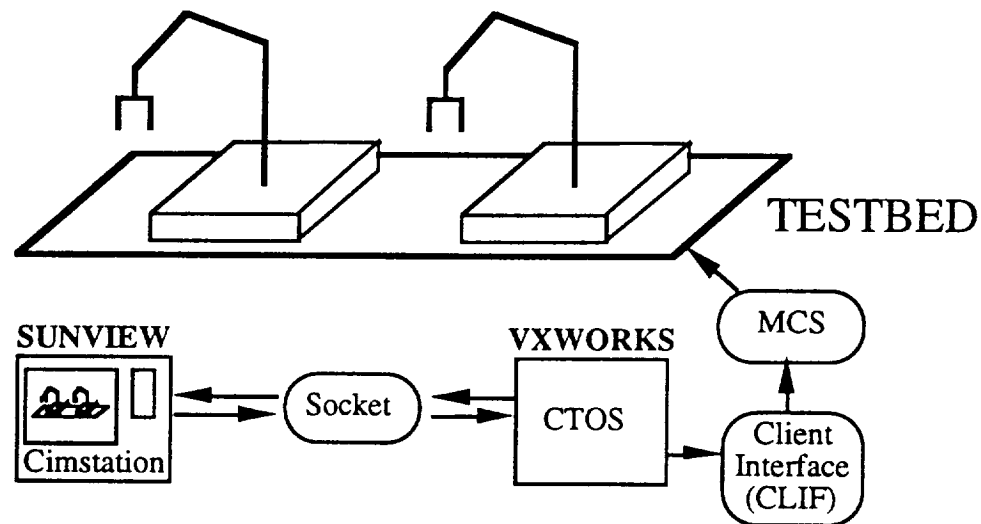 TESTBED
MCS
SUNVIEW
VXWORKS
Socket
CTOS
Cimstation
Client
Interface
(CLIF)